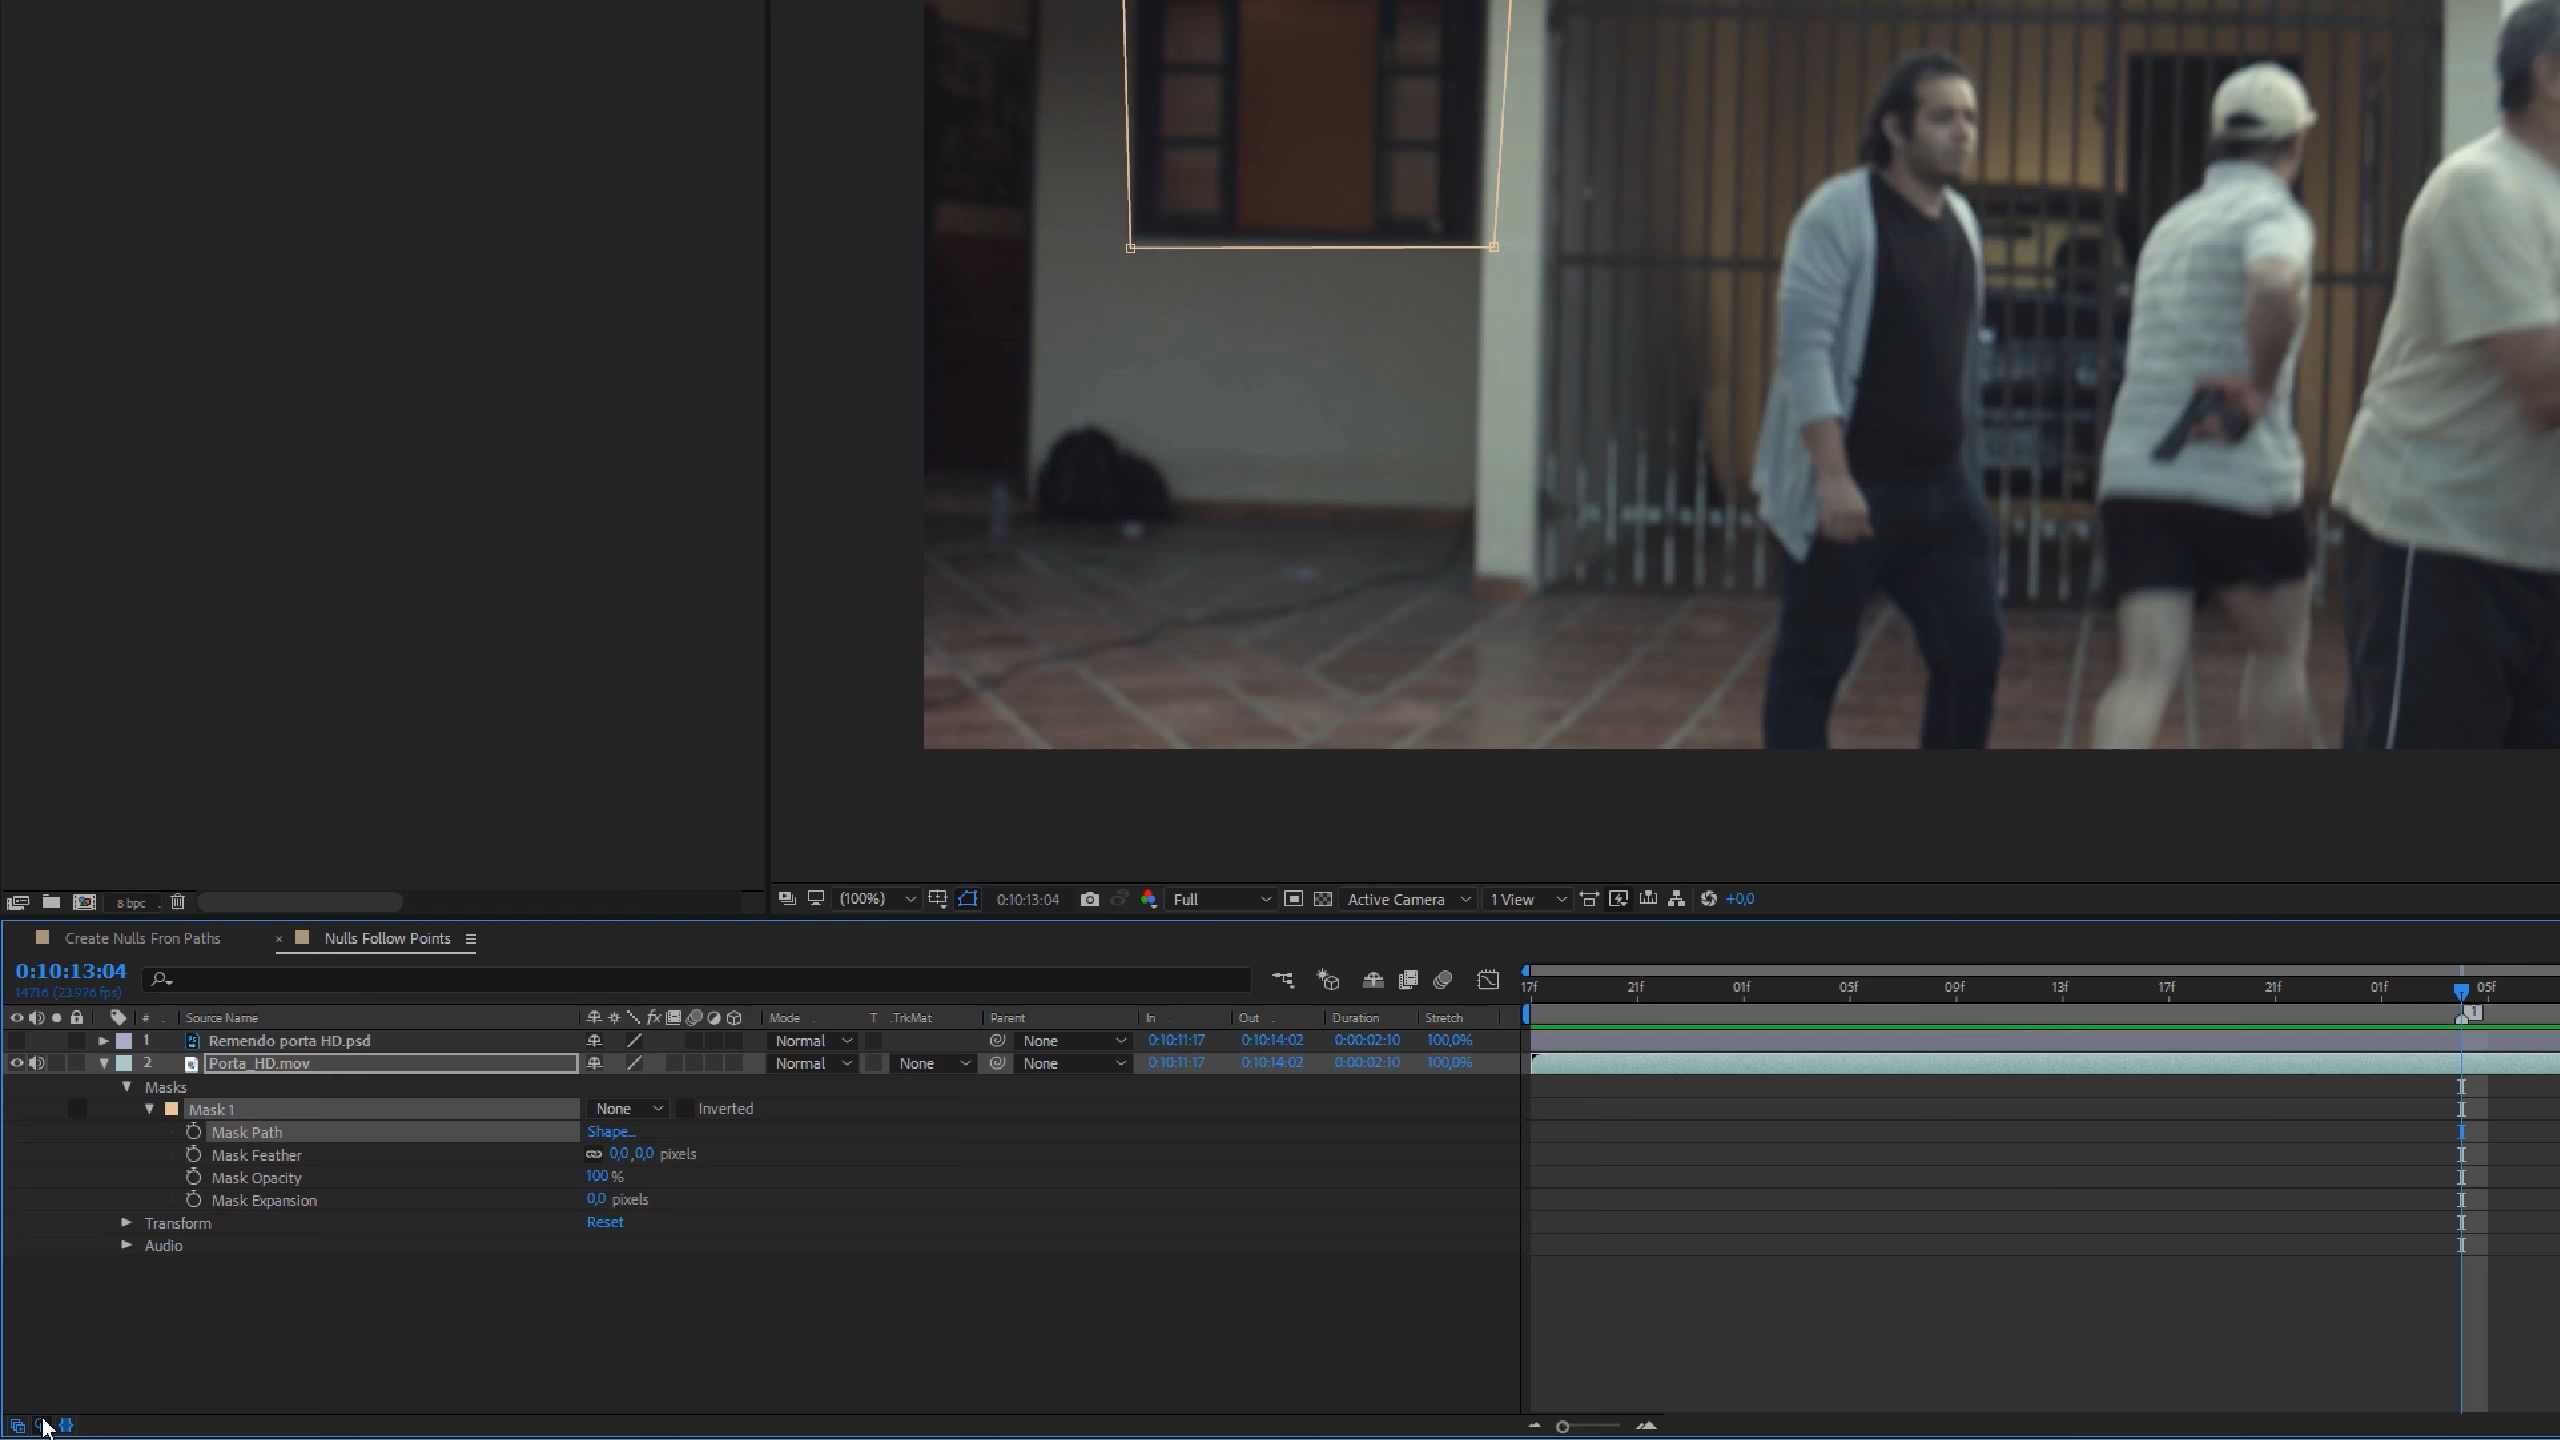 8 bpc
(100%) 0:10:13:04 Full Active Camera 1 View +0,0
Create Nulls Fron Paths × Nulls Follow Points
0:10:13:04
14716 (23.976 fps)
17f 21f 01f 05f 09f 13f 17f 21f 01f 05f
# Source Name fx Mode T .TrkMat Parent In Out Duration Stretch
1
1 Ps Remendo porta HD.psd Normal None 0:10:11:17 0:10:14:02 0:00:02:10 100,0%
2 Porta_HD.mov Normal None None 0:10:11:17 0:10:14:02 0:00:02:10 100,0%
Masks
Mask 1 None Inverted
Mask Path Shape...
Mask Feather 0,0 ,0,0 pixels
Mask Opacity 100 %
Mask Expansion 0,0 pixels
Transform Reset
Audio